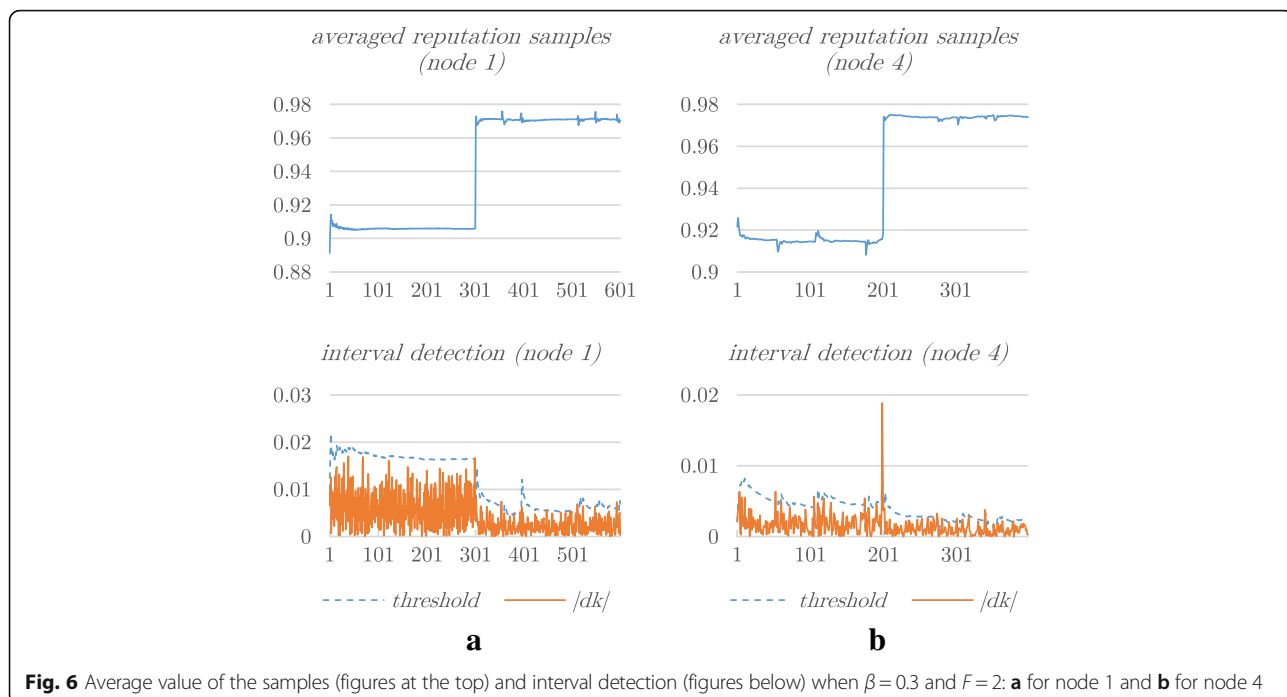 averaged reputation samples
(node 1)
0.98
0.96
0.94
0.92
0.9
0.88
1 101 201 301 401 501 601
interval detection (node 1)
0.03
0.02
0.01
0
1 101 201 301 401 501
threshold |dk|
a
averaged reputation samples
(node 4)
0.98
0.96
0.94
0.92
0.9
1 101 201 301
interval detection (node 4)
0.02
0.01
0
1 101 201 301
threshold |dk|
b
Fig. 6 Average value of the samples (figures at the top) and interval detection (figures below) when β = 0.3 and F = 2: a for node 1 and b for node 4